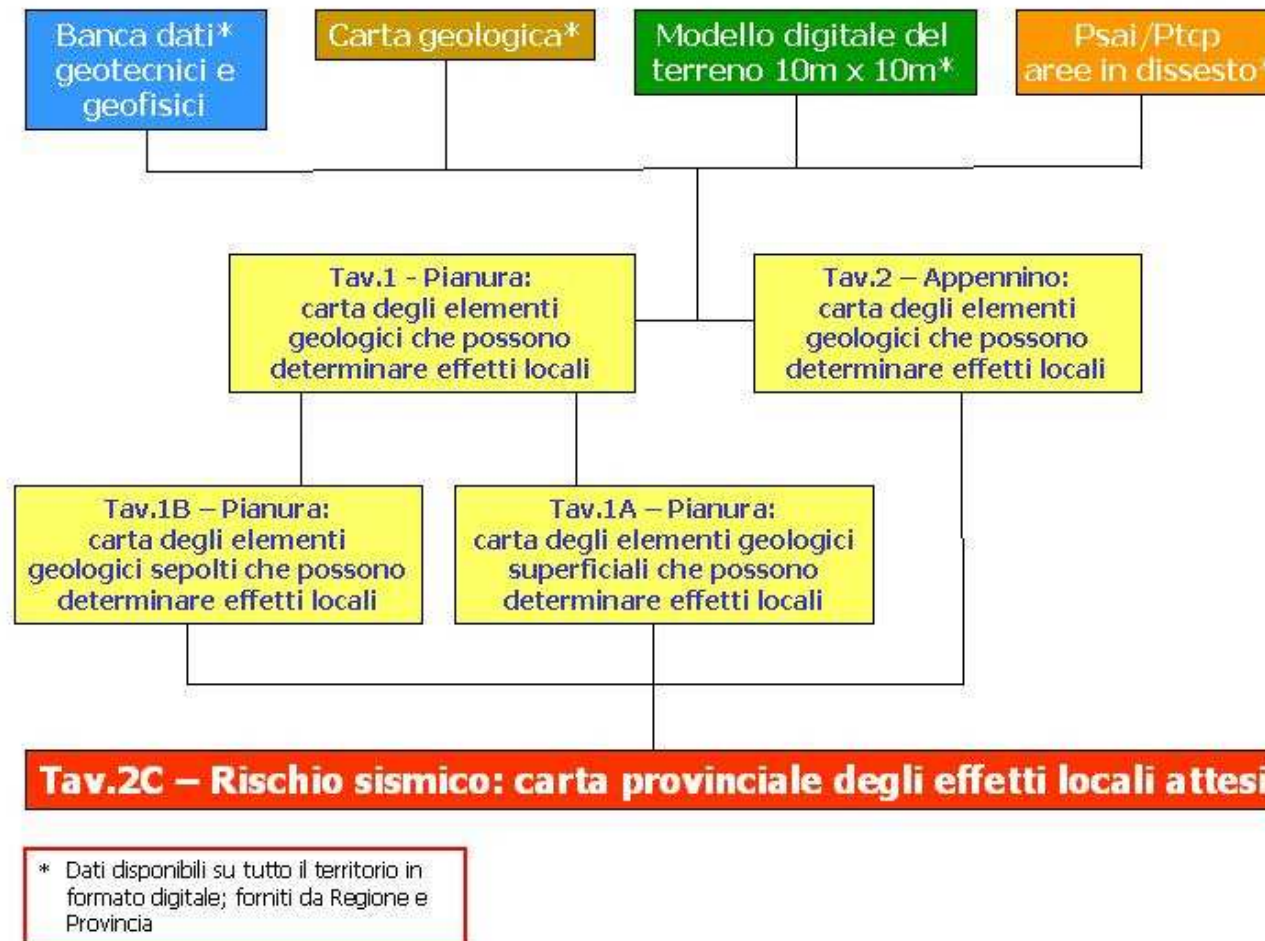 Banca dati*
geotecnici e
geofisici
Carta geologica*
Modello digitale del
terreno 10m x 10m*
Psai/Ptcp
aree in dissesto*
Tav.1 - Pianura:
carta degli elementi
geologici che possono
determinare effetti locali
Tav.2 – Appennino:
carta degli elementi
geologici che possono
determinare effetti locali
Tav.1B – Pianura:
carta degli elementi
geologici sepolti che possono
determinare effetti locali
Tav.1A – Pianura:
carta degli elementi geologici
superficiali che possono
determinare effetti locali
Tav.2C – Rischio sismico: carta provinciale degli effetti locali attesi
* Dati disponibili su tutto il territorio in
formato digitale; forniti da Regione e
Provincia